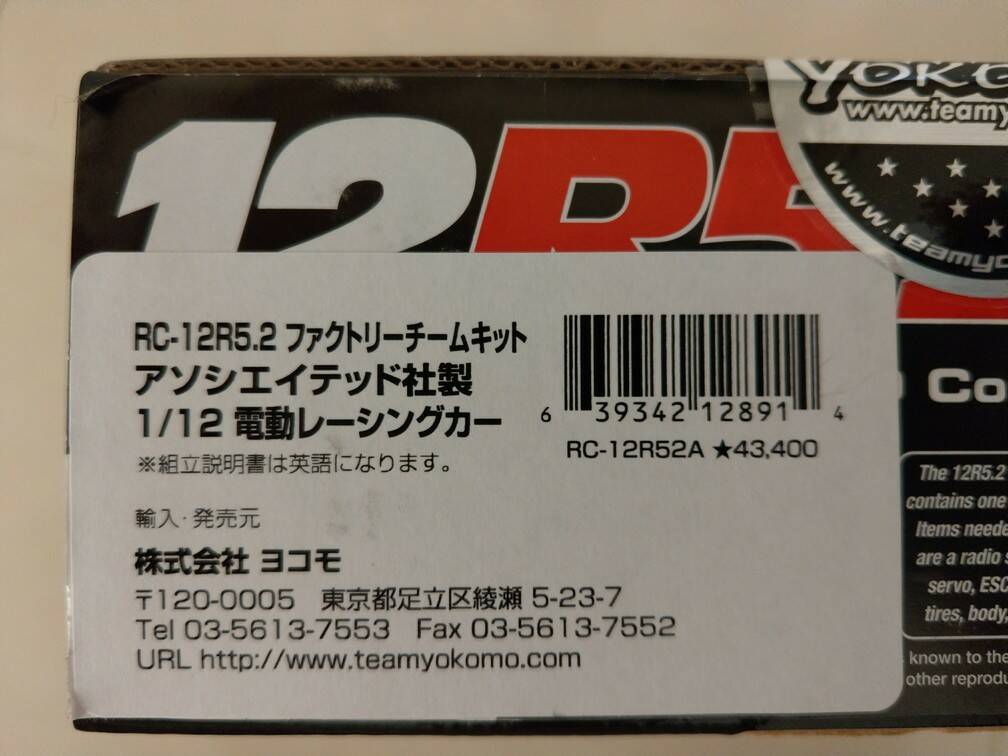 YOKO
www.teamy
12R5
www.teamyo
RC-12R5.2 ファクトリーチームキット
アソシエイテッド社製
1/12 電動レーシングカー
※組立説明書は英語になります。
6 39342 12891 4
RC-12R52A ★43,400
輸入・発売元
株式会社 ヨコモ
〒120-0005 東京都足立区綾瀬 5-23-7
Tel 03-5613-7553 Fax 03-5613-7552
URL http://www.teamyokomo.com
Co
The 12R5.2
contains one
Items neede
are a radio s
servo, ESC
tires, body,
known to the
other reprodu